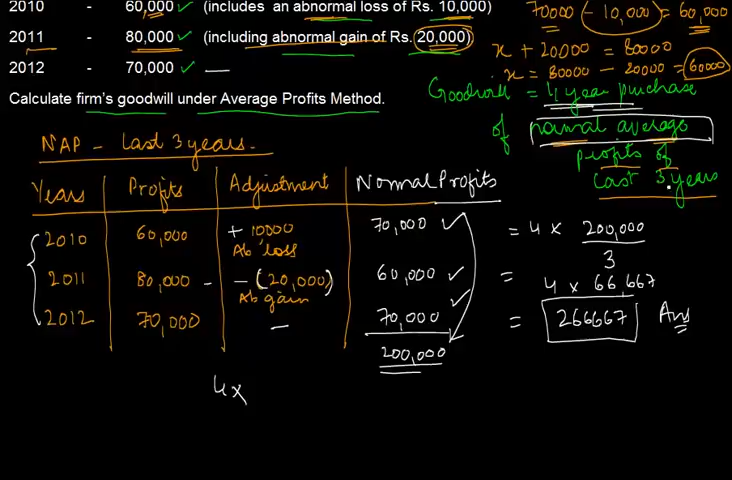 2010 - 60,000 ✓ (includes an abnormal loss of Rs. 10,000)
70000 - 10,000 = 60,000
2011 - 80,000 ✓ (including abnormal gain of Rs. 20,000)
x + 20000 = 80000
2012 - 70,000 ✓ —
x = 80000 - 20000 = 60000
Calculate firm's goodwill under Average Profits Method.
Goodwill = 4 year purchase
of normal average
profits of
Last 3 years
NAP - Last 3 years.
Years Profits Adjustment Normal Profits
2010 60,000 + 10000 70,000 ✓
Ab' loss
= 4 × 200,000
3
2011 80,000 - - (20,000) 60,000 ✓
Ab gain
= 4 × 66,667
2012 70,000 — 70,000 ✓
= 266667 Ans
200,000
4x